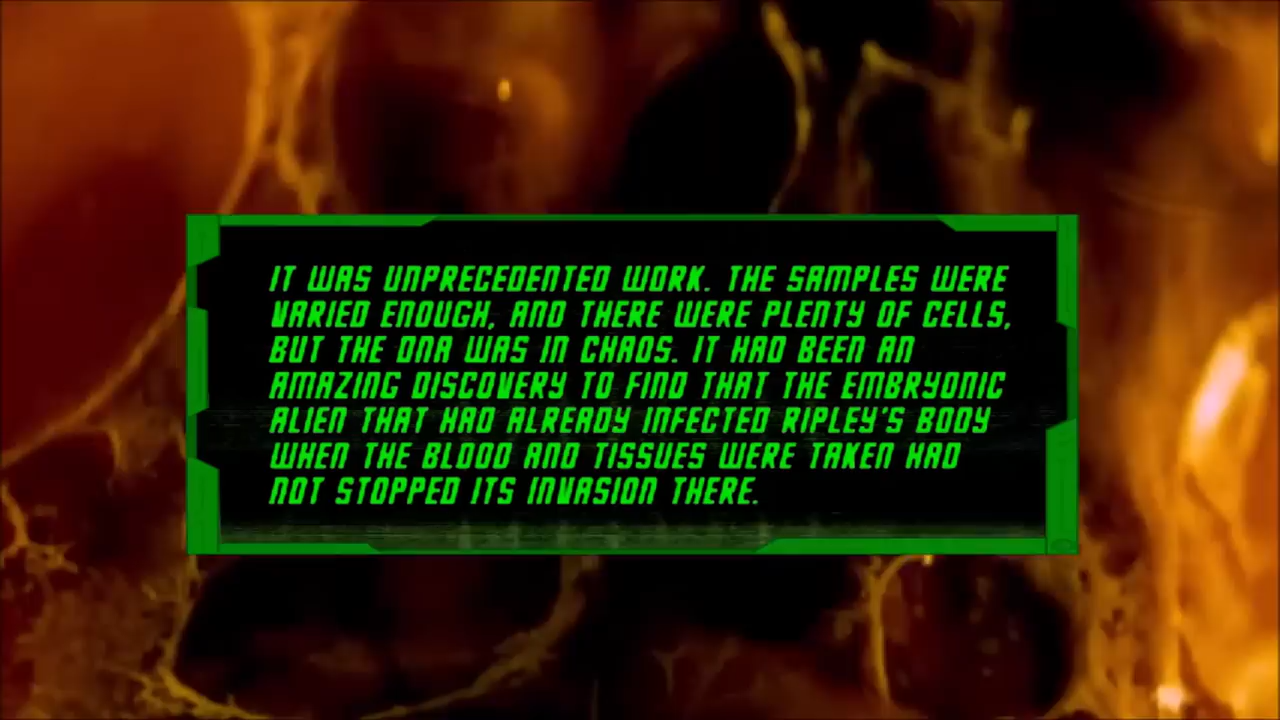 IT WAS UNPRECEDENTED WORK. THE SAMPLES WERE
VARIED ENOUGH, AND THERE WERE PLENTY OF CELLS,
BUT THE DNA WAS IN CHAOS. IT HAD BEEN AN
AMAZING DISCOVERY TO FIND THAT THE EMBRYONIC
ALIEN THAT HAD ALREADY INFECTED RIPLEY'S BODY
WHEN THE BLOOD AND TISSUES WERE TAKEN HAD
NOT STOPPED ITS INVASION THERE.